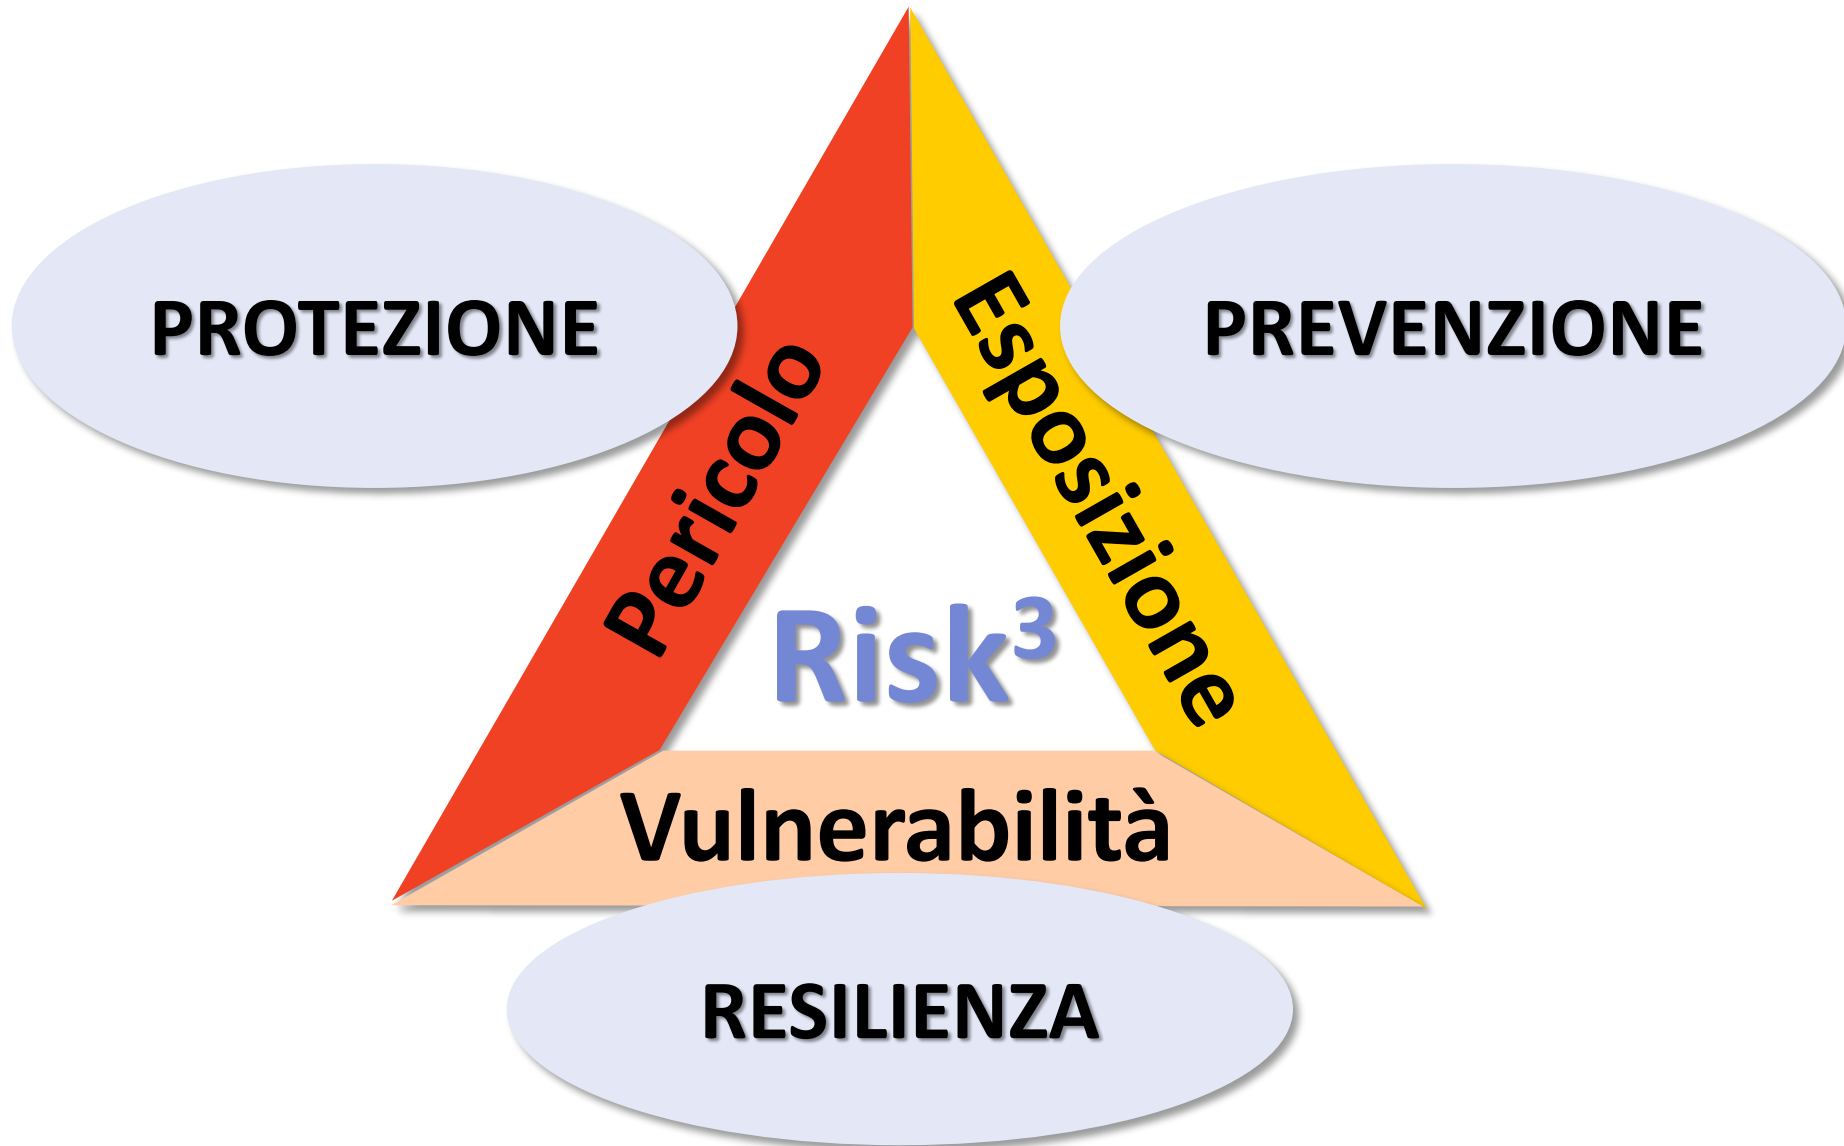 PROTEZIONE
PREVENZIONE
Pericolo
Esposizione
Risk³
Vulnerabilità
RESILIENZA